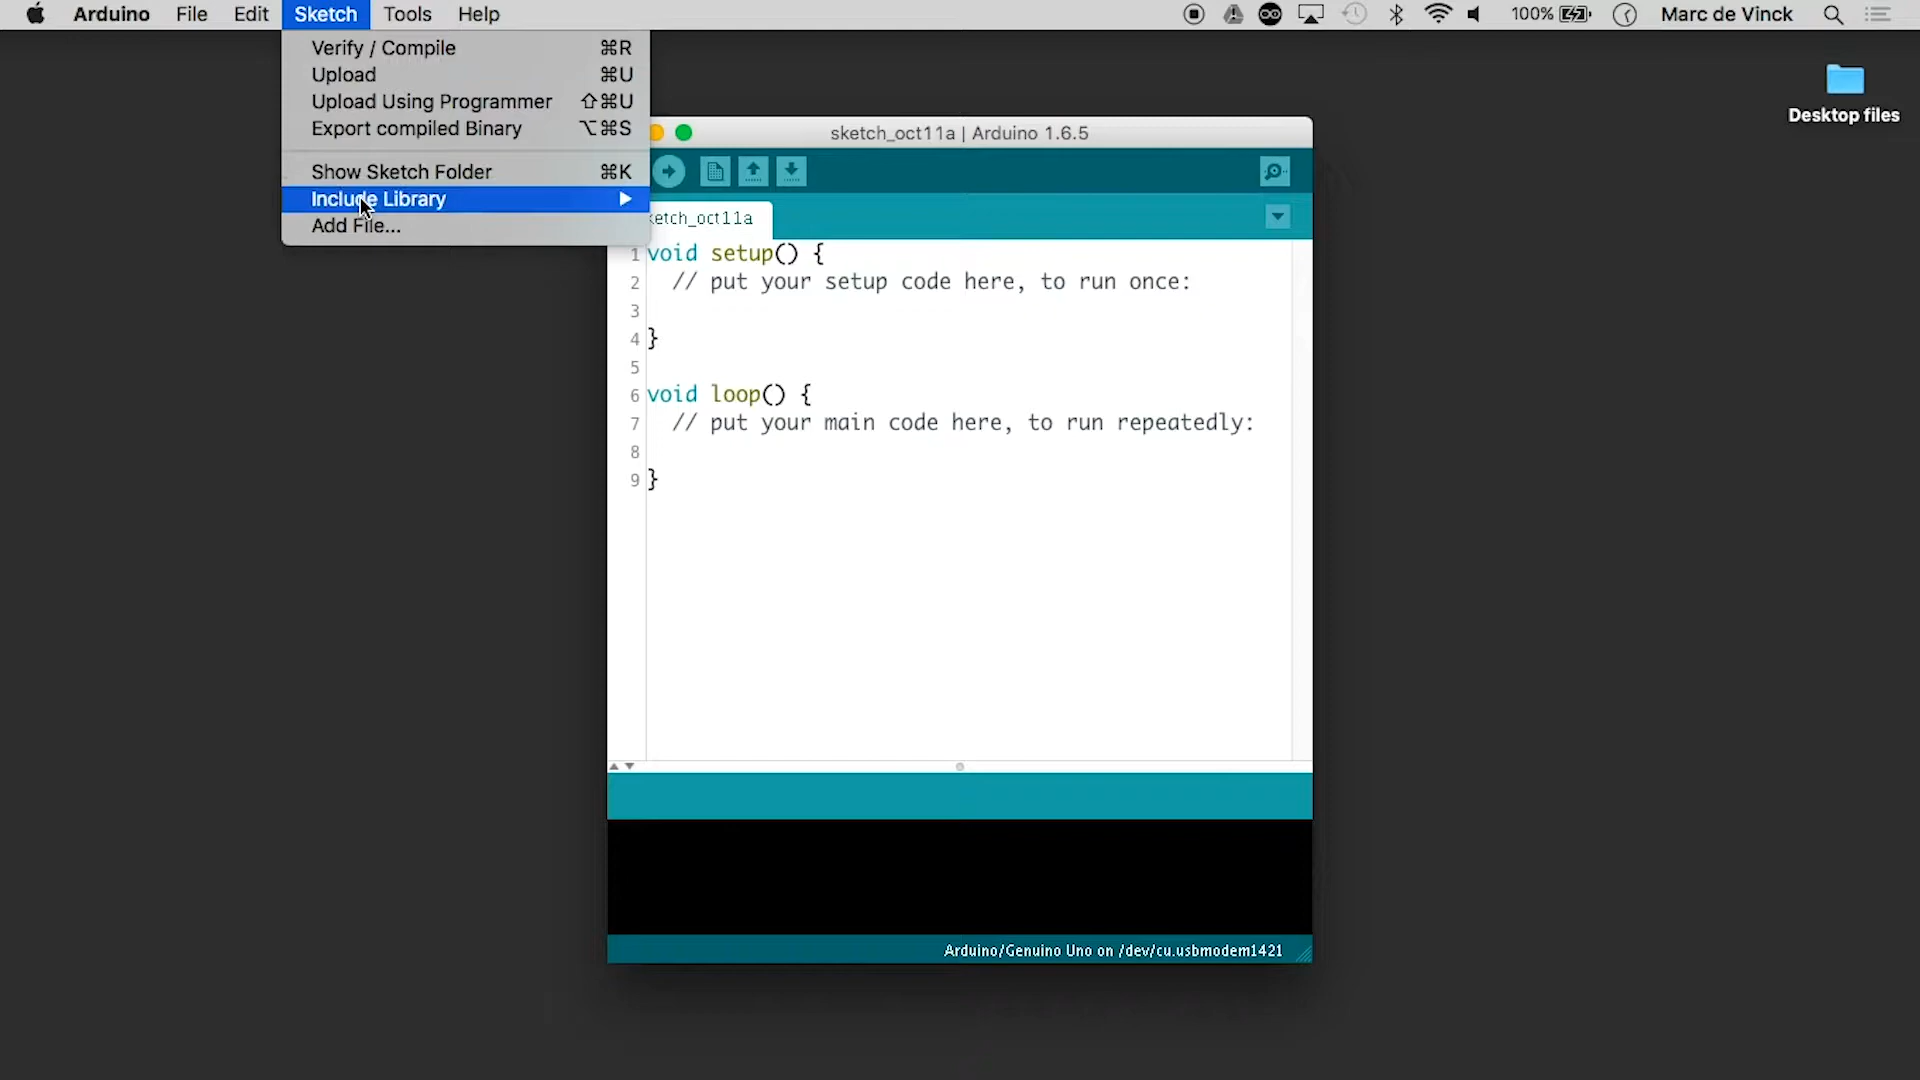 Arduino File Edit Sketch Tools Help 100% Marc de Vinck
Verify / Compile ⌘R
Upload ⌘U
Upload Using Programmer ⇧⌘U
Export compiled Binary ⌥⌘S
Show Sketch Folder ⌘K
Include Library ▶
Add File...
Desktop files
sketch_oct11a | Arduino 1.6.5
ketch_oct11a
1 void setup() {
2 // put your setup code here, to run once:
3
4 }
5
6 void loop() {
7 // put your main code here, to run repeatedly:
8
9 }
Arduino/Genuino Uno on /dev/cu.usbmodem1421